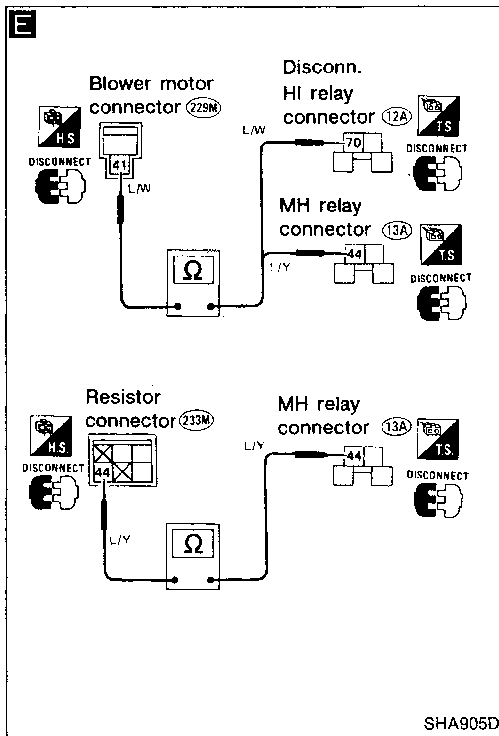 E
Blower motor
connector 229M
H.S.
DISCONNECT
41
L/W
Ω
Disconn.
HI relay
connector 12A
L/W
70
T.S.
DISCONNECT
MH relay
connector 13A
L/Y
44
T.S.
DISCONNECT
Resistor
connector 233M
H.S.
DISCONNECT
44
L/Y
Ω
MH relay
connector 13A
L/Y
44
T.S.
DISCONNECT
SHA905D